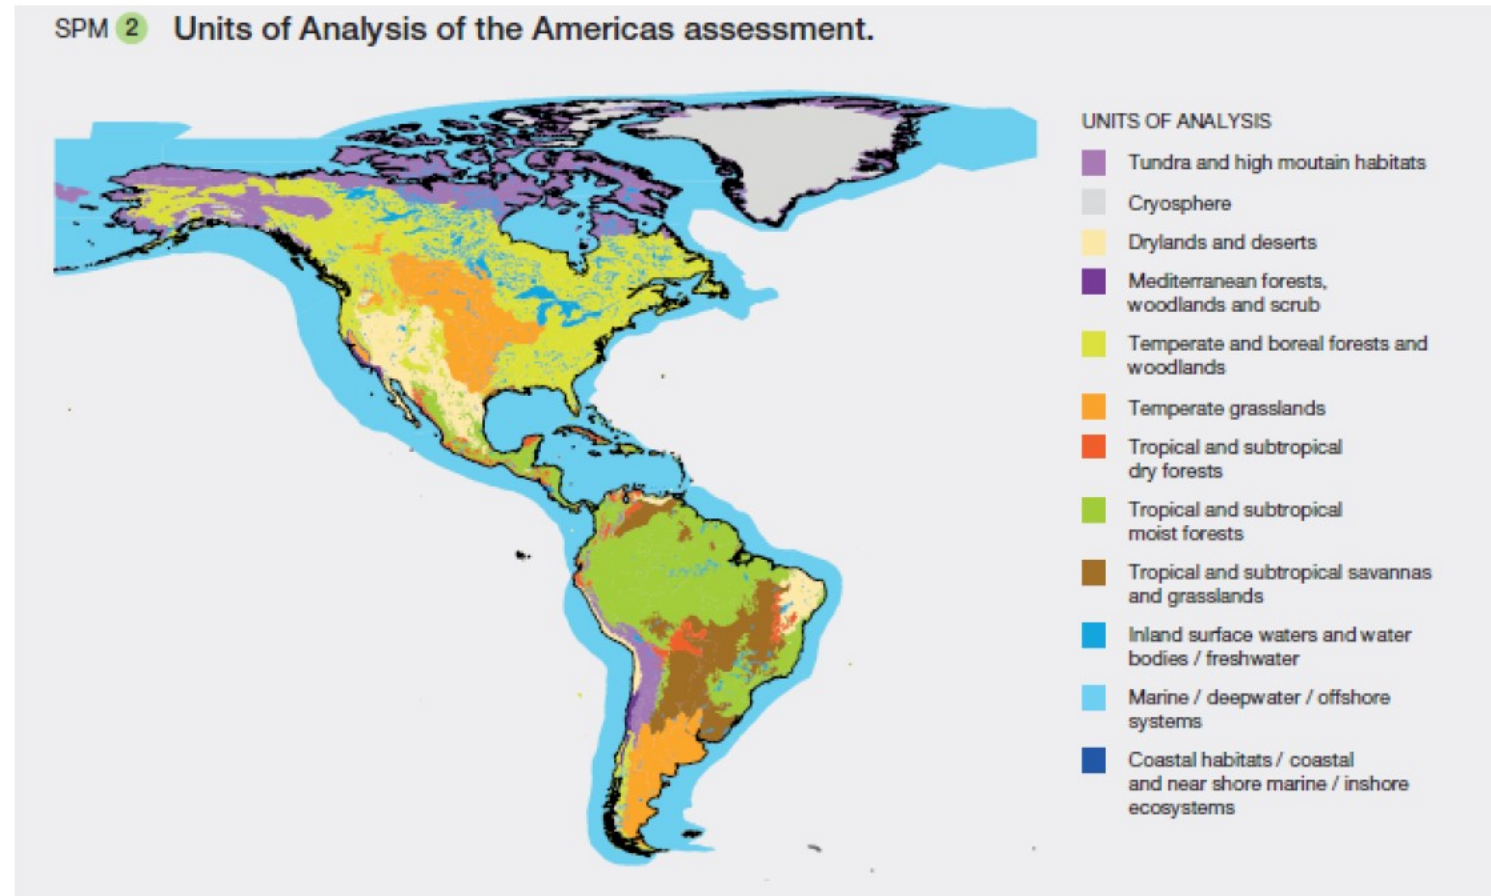 SPM 2 Units of Analysis of the Americas assessment.
UNITS OF ANALYSIS
Tundra and high moutain habitats
Cryosphere
Drylands and deserts
Mediterranean forests,
woodlands and scrub
Temperate and boreal forests and
woodlands
Temperate grasslands
Tropical and subtropical
dry forests
Tropical and subtropical
moist forests
Tropical and subtropical savannas
and grasslands
Inland surface waters and water
bodies / freshwater
Marine / deepwater / offshore
systems
Coastal habitats / coastal
and near shore marine / inshore
ecosystems